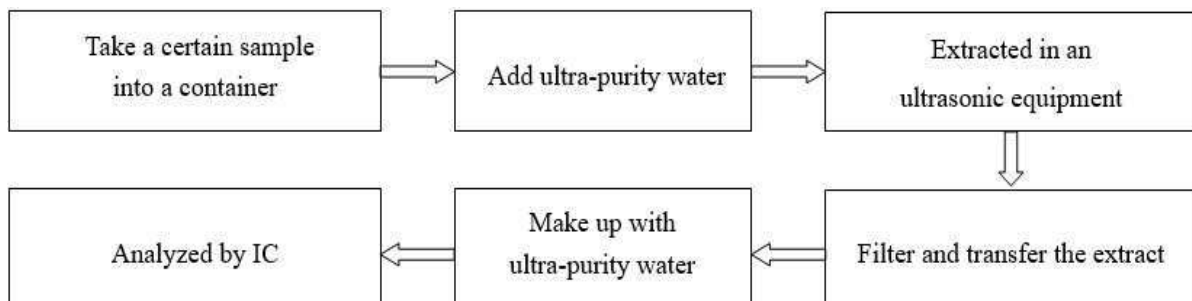 Take a certain sample
into a container
Add ultra-purity water
Extracted in an
ultrasonic equipment
Filter and transfer the extract
Make up with
ultra-purity water
Analyzed by IC